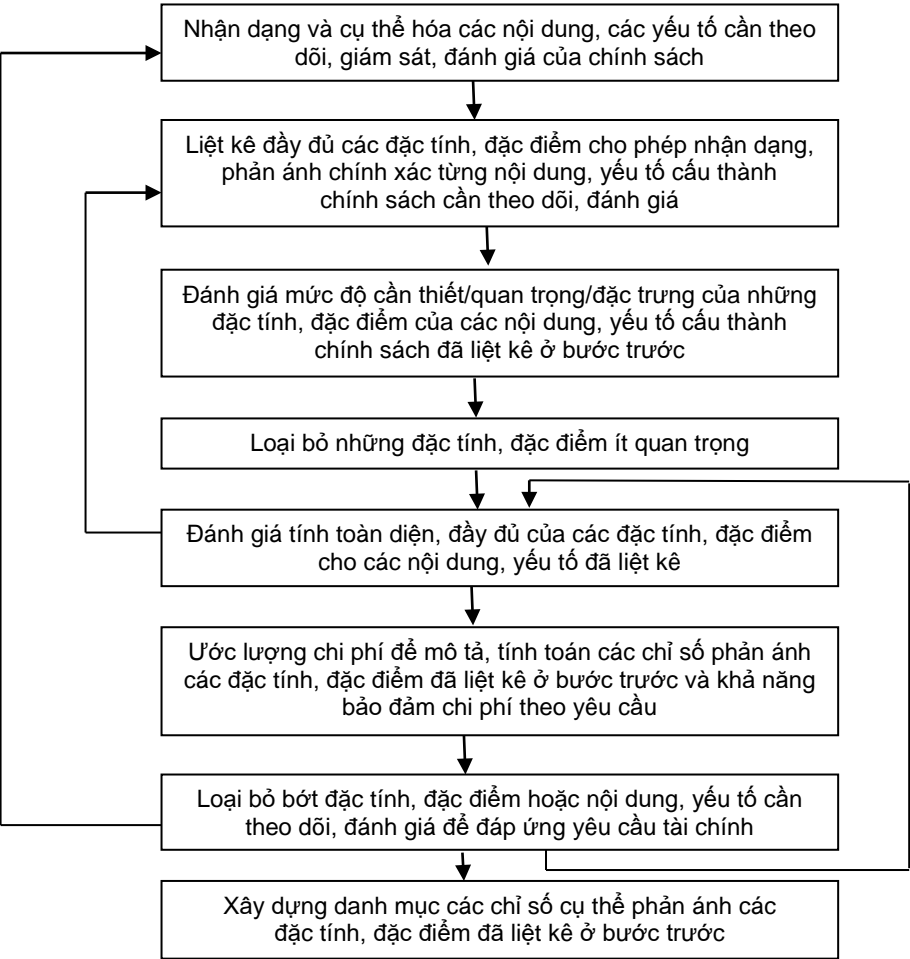 Nhận dạng và cụ thể hóa các nội dung, các yếu tố cần theo
dõi, giám sát, đánh giá của chính sách
Liệt kê đầy đủ các đặc tính, đặc điểm cho phép nhận dạng,
phản ánh chính xác từng nội dung, yếu tố cấu thành
chính sách cần theo dõi, đánh giá
Đánh giá mức độ cần thiết/quan trọng/đặc trưng của những
đặc tính, đặc điểm của các nội dung, yếu tố cấu thành
chính sách đã liệt kê ở bước trước
Loại bỏ những đặc tính, đặc điểm ít quan trọng
Đánh giá tính toàn diện, đầy đủ của các đặc tính, đặc điểm
cho các nội dung, yếu tố đã liệt kê
Ước lượng chi phí để mô tả, tính toán các chỉ số phản ánh
các đặc tính, đặc điểm đã liệt kê ở bước trước và khả năng
bảo đảm chi phí theo yêu cầu
Loại bỏ bớt đặc tính, đặc điểm hoặc nội dung, yếu tố cần
theo dõi, đánh giá để đáp ứng yêu cầu tài chính
Xây dựng danh mục các chỉ số cụ thể phản ánh các
đặc tính, đặc điểm đã liệt kê ở bước trước